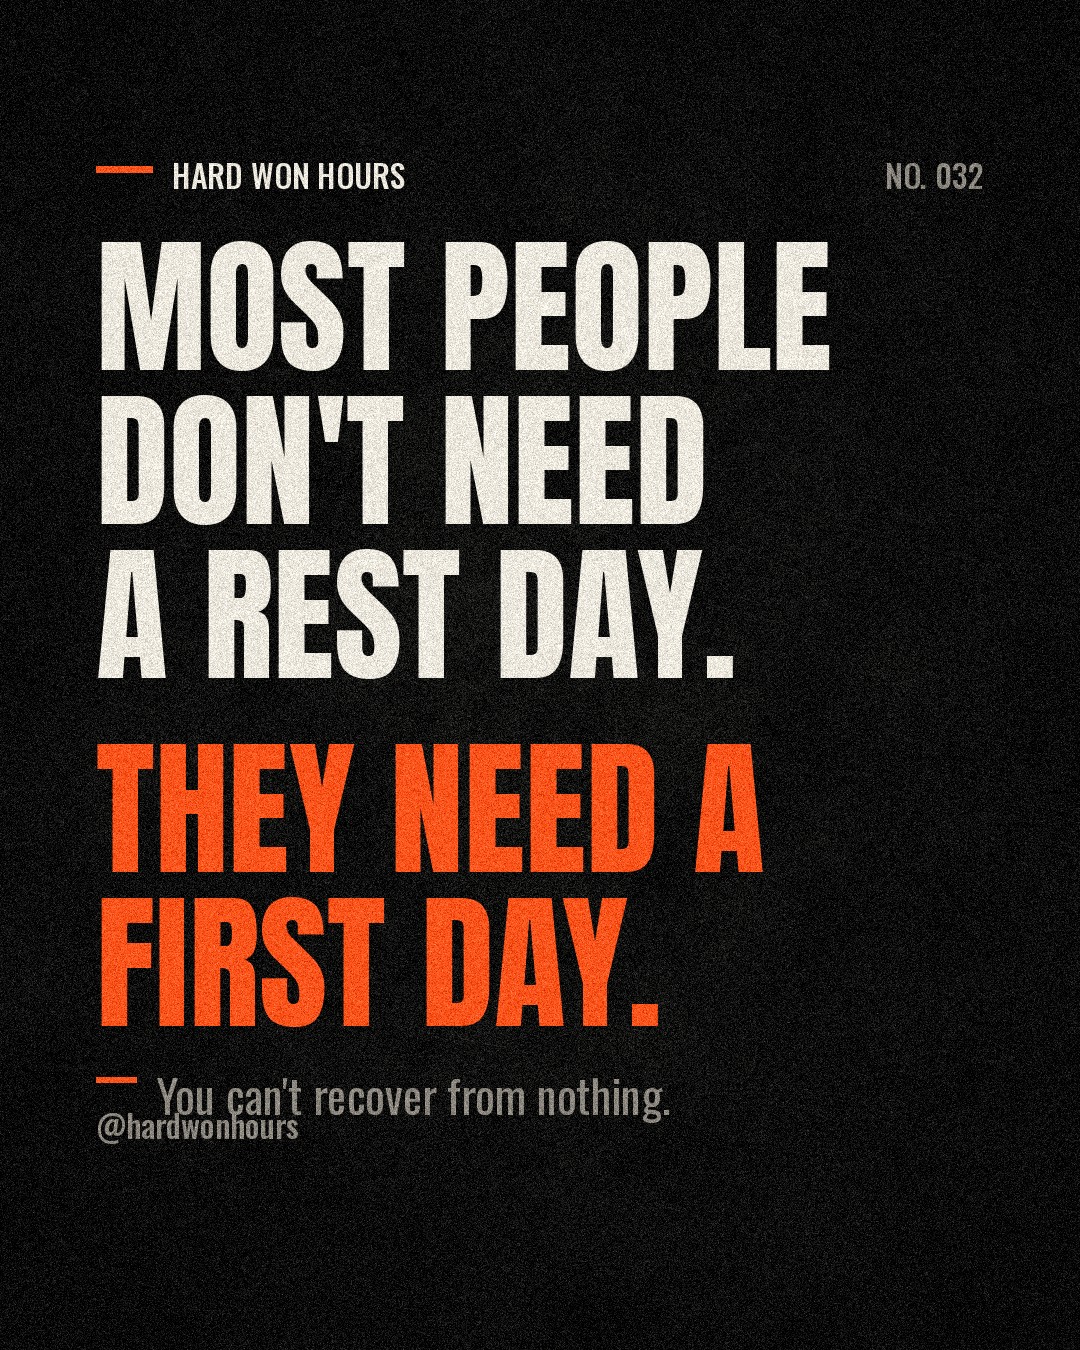 HARD WON HOURS
NO. 032
MOST PEOPLE
DON'T NEED
A REST DAY.
THEY NEED A
FIRST DAY.
You can't recover from nothing.
@hardwonhours